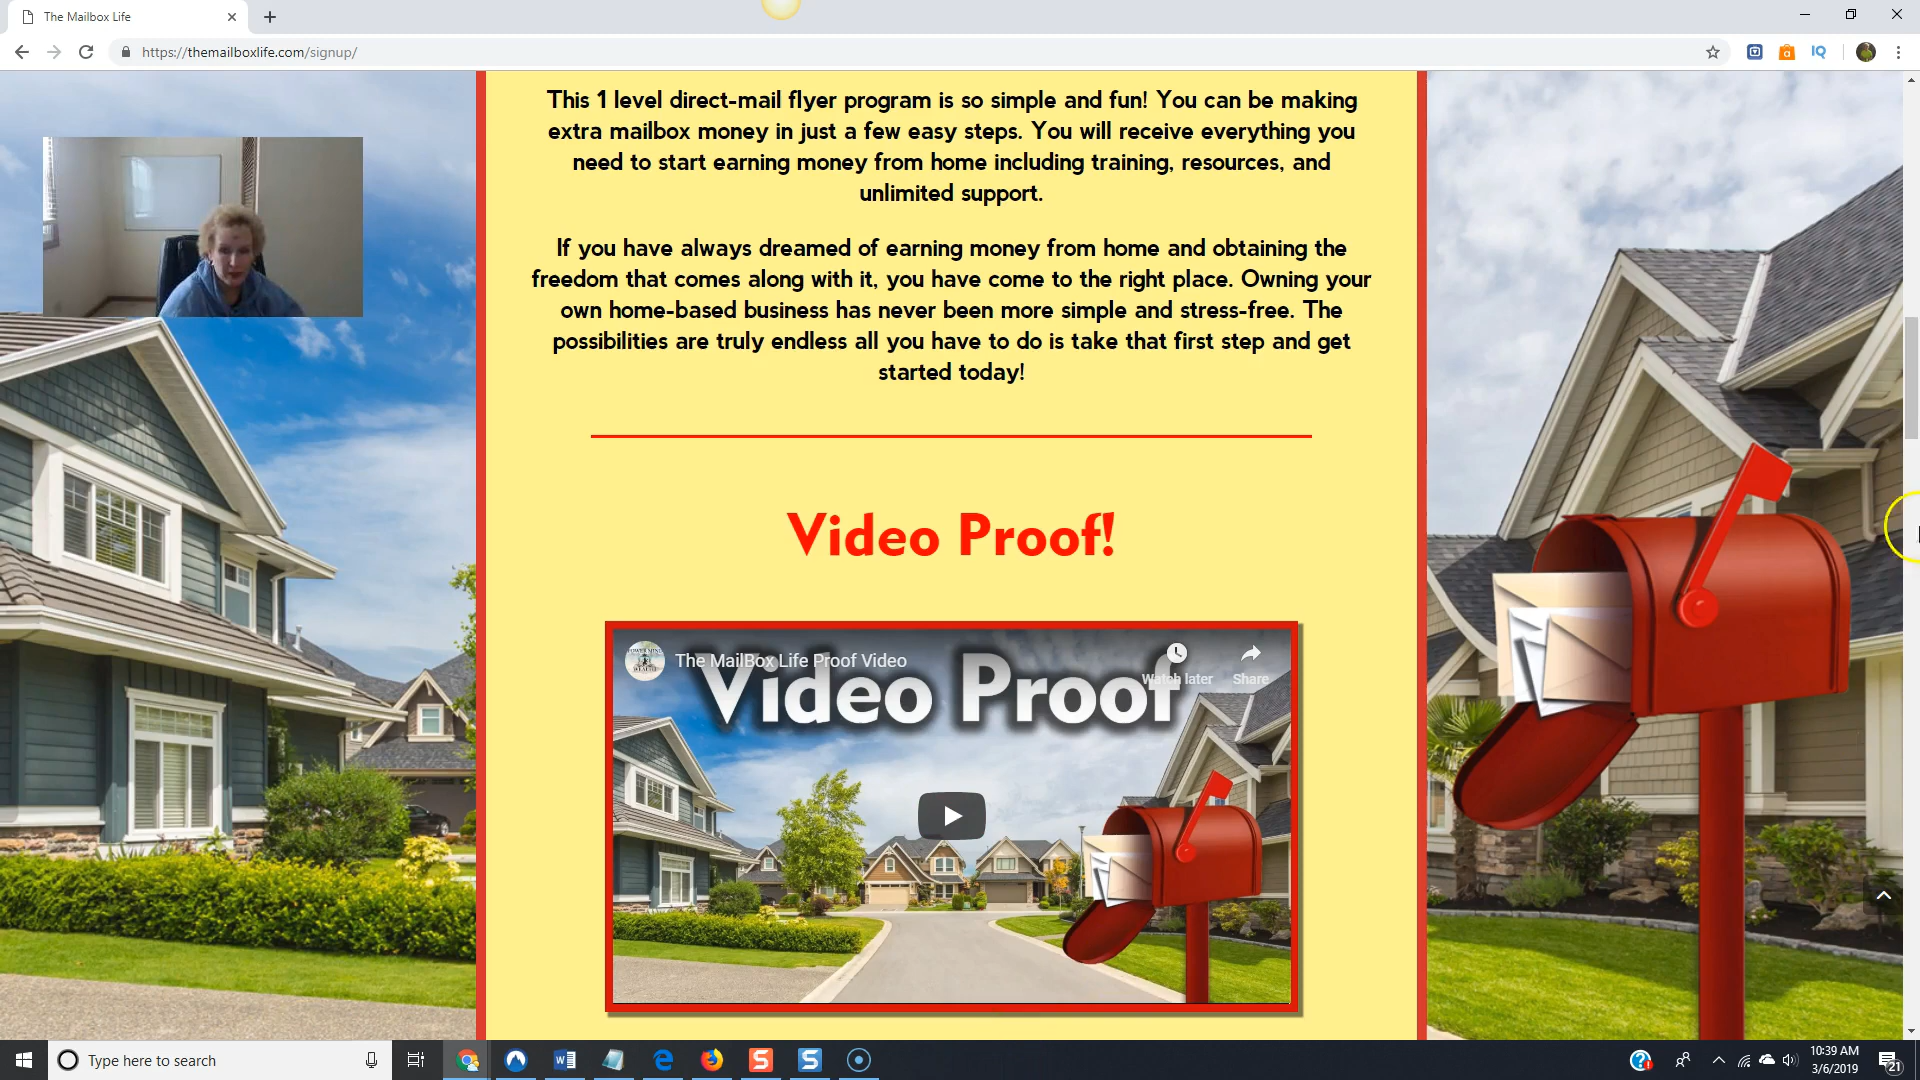 The Mailbox Life
https://themailboxlife.com/signup/
This 1 level direct-mail flyer program is so simple and fun! You can be making
extra mailbox money in just a few easy steps. You will receive everything you
need to start earning money from home including training, resources, and
unlimited support.
If you have always dreamed of earning money from home and obtaining the
freedom that comes along with it, you have come to the right place. Owning your
own home-based business has never been more simple and stress-free. The
possibilities are truly endless all you have to do is take that first step and get
started today!
Video Proof!
The MailBox Life Proof Video
Watch later
Share
Video Proof
Type here to search
10:39 AM
3/6/2019
21